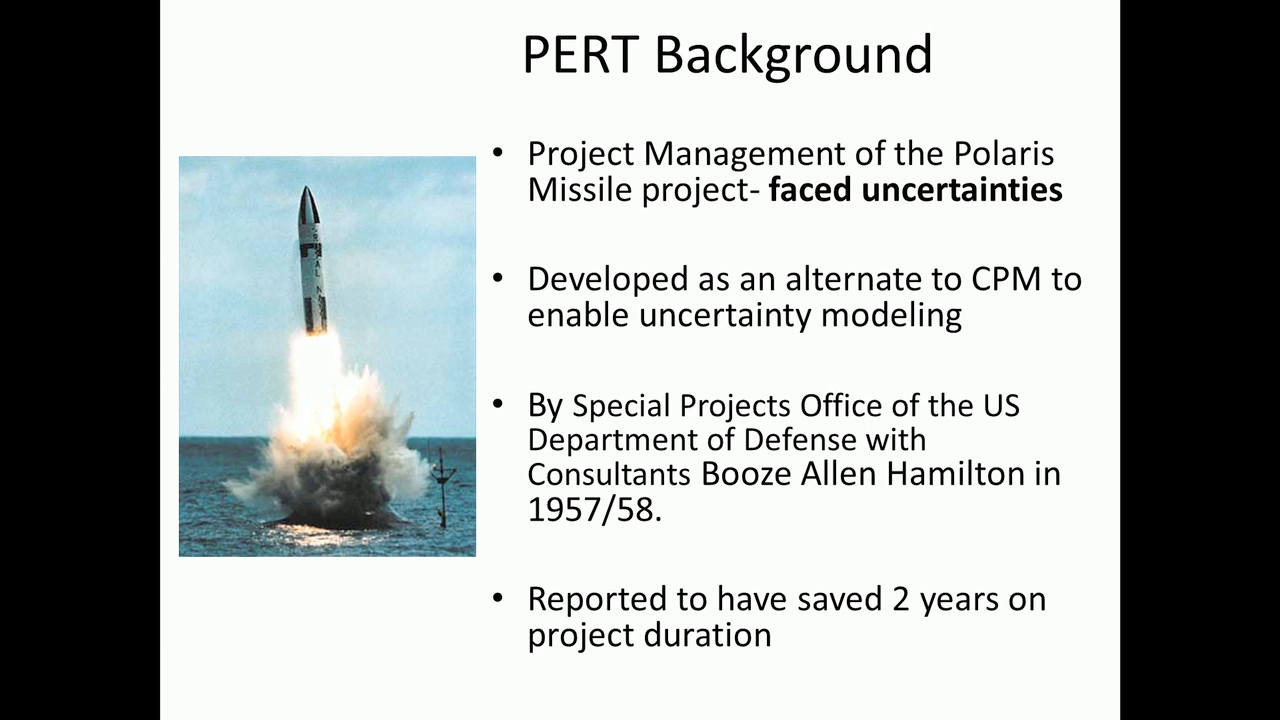 PERT Background
• Project Management of the Polaris
Missile project- faced uncertainties
• Developed as an alternate to CPM to
enable uncertainty modeling
• By Special Projects Office of the US
Department of Defense with
Consultants Booze Allen Hamilton in
1957/58.
• Reported to have saved 2 years on
project duration